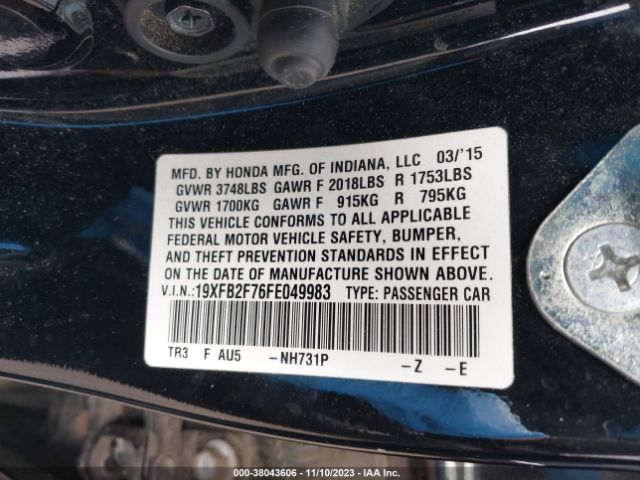 MFD. BY HONDA MFG. OF INDIANA, LLC 03/'15
GVWR 3748LBS GAWR F 2018LBS R 1753LBS
GVWR 1700KG GAWR F 915KG R 795KG
THIS VEHICLE CONFORMS TO ALL APPLICABLE
FEDERAL MOTOR VEHICLE SAFETY, BUMPER,
AND THEFT PREVENTION STANDARDS IN EFFECT
ON THE DATE OF MANUFACTURE SHOWN ABOVE.
V.I.N.:19XFB2F76FE049983 TYPE: PASSENGER CAR
TR3 F AU5 -NH731P -Z -E
000-38043606 - 11/10/2023 - IAA Inc.